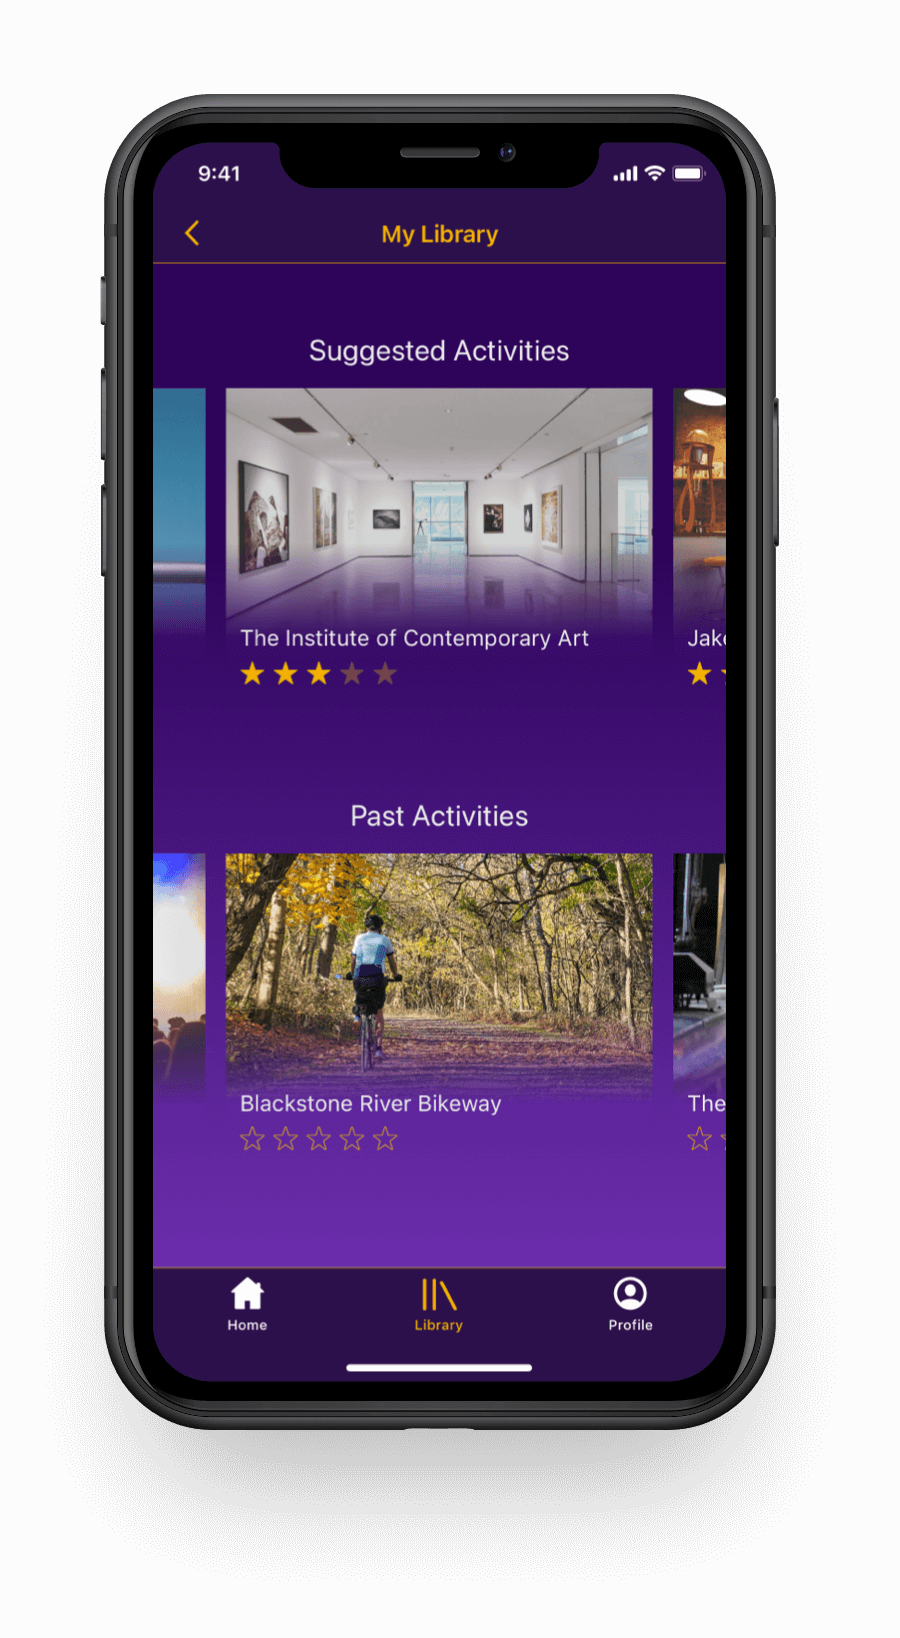 9:41
My Library
Suggested Activities
The Institute of Contemporary Art
Past Activities
Blackstone River Bikeway
The
Home
Library
Profile